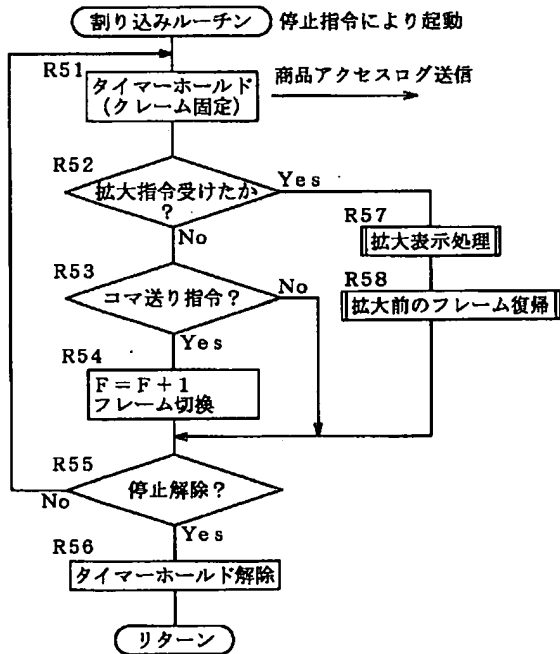 割り込みルーチン 停止指令により起動
R51
タイマーホールド
(クレーム固定)
商品アクセスログ送信
R52
拡大指令受けたか
?
Yes
No
R57
拡大表示処理
R53
コマ送り指令?
No
Yes
R58
拡大前のフレーム復帰
R54
F=F+1
フレーム切換
R55
停止解除?
No
Yes
R56
タイマーホールド解除
リターン